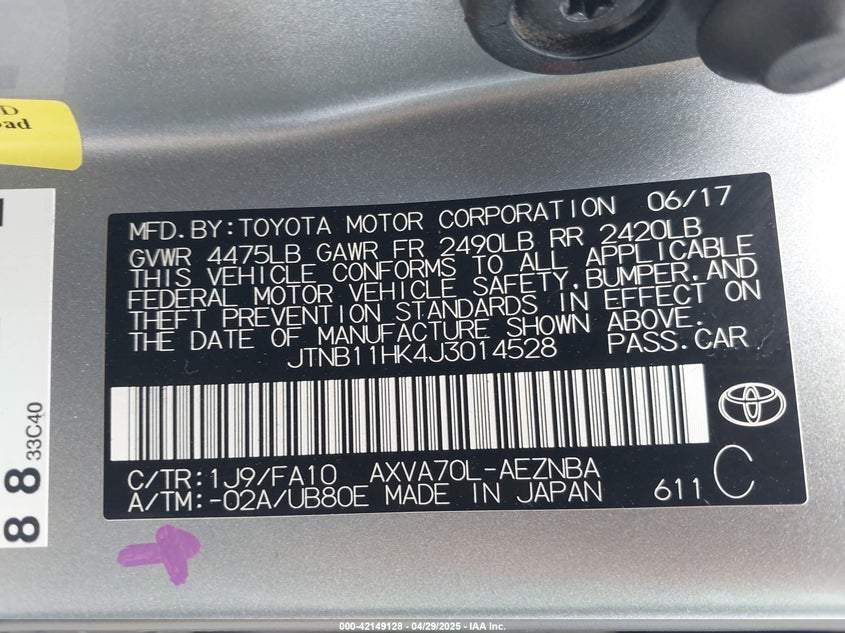 D
oad
MFD.BY:TOYOTA MOTOR CORPORATION 06/17
GVWR 4475LB GAWR FR 2490LB RR 2420LB
THIS VEHICLE CONFORMS TO ALL APPLICABLE
FEDERAL MOTOR VEHICLE SAFETY,BUMPER,AND
THEFT PREVENTION STANDARDS IN EFFECT ON
THE DATE OF MANUFACTURE SHOWN ABOVE.
JTNB11HK4J3014528 PASS.CAR
C/TR:1J9/FA10 AXVA70L-AEZNBA
A/TM:-02A/UB80E MADE IN JAPAN 611 C
88
33C40
000-42149128 - 04/29/2025 - IAA Inc.